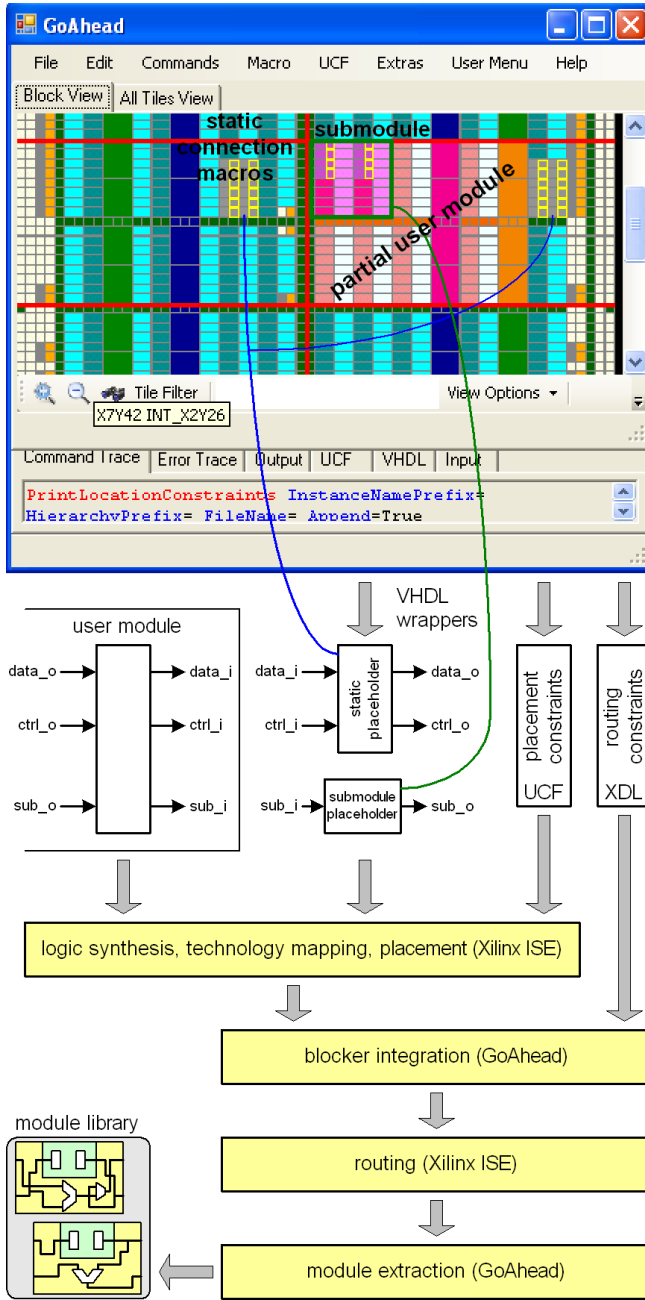 GoAhead
File Edit Commands Macro UCF Extras User Menu Help
Block View All Tiles View
static connection macros
submodule
partial user module
Tile Filter View Options
X7Y42 INT_X2Y26
Command Trace Error Trace Output UCF VHDL Input
PrintLocationConstraints InstanceNamePrefix=
HierarchyPrefix= FileName= Append=True
user module
data_o data_i
ctrl_o ctrl_i
sub_o sub_i
VHDL
wrappers
data_i data_o
static
placeholder
ctrl_i ctrl_o
sub_i sub_o
submodule
placeholder
placement
constraints
UCF
routing
constraints
XDL
logic synthesis, technology mapping, placement (Xilinx ISE)
blocker integration (GoAhead)
module library
routing (Xilinx ISE)
module extraction (GoAhead)